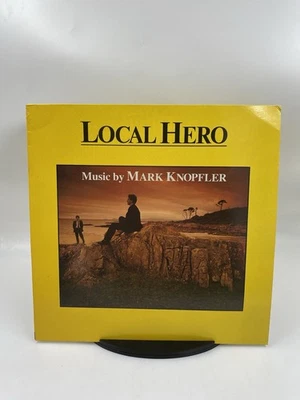 LOCAL HERO
Music by MARK KNOPFLER